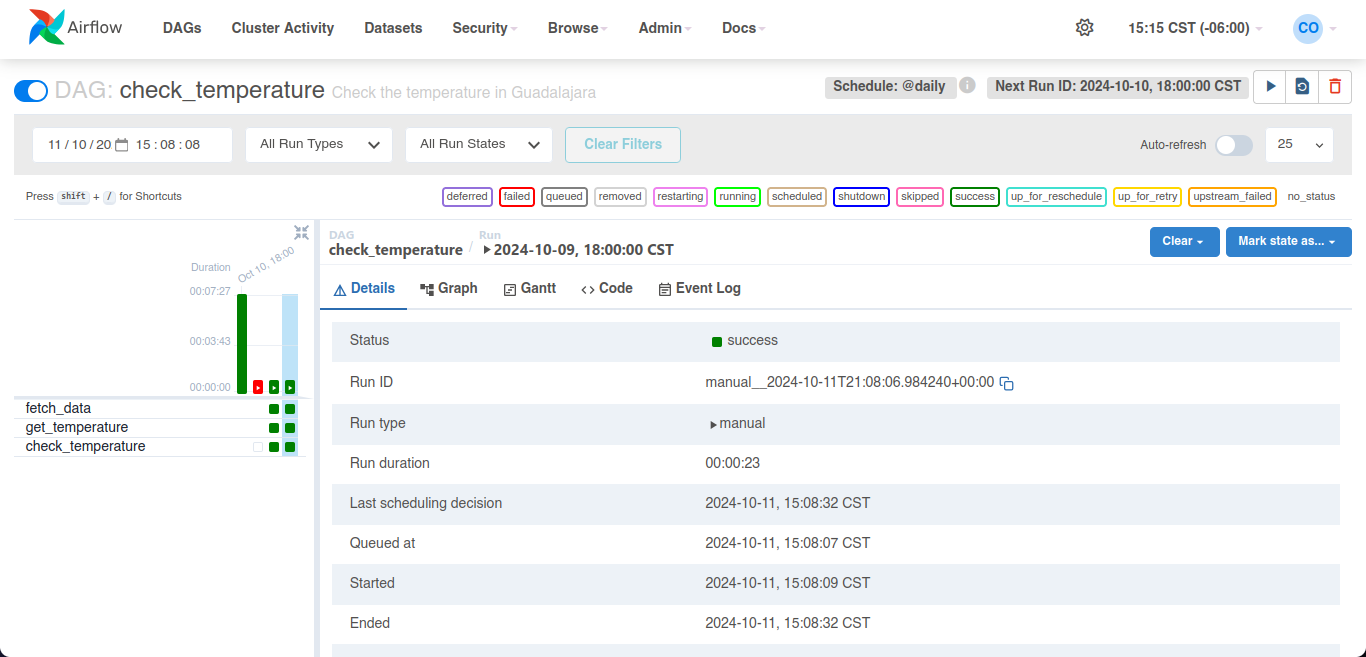 Airflow DAGs Cluster Activity Datasets Security Browse Admin Docs 15:15 CST (-06:00) CO
DAG: check_temperature Check the temperature in Guadalajara Schedule: @daily i Next Run ID: 2024-10-10, 18:00:00 CST
11 / 10 / 20 15 : 08 : 08 All Run Types All Run States Clear Filters Auto-refresh 25
Press shift + / for Shortcuts deferred failed queued removed restarting running scheduled shutdown skipped success up_for_reschedule up_for_retry upstream_failed no_status
Duration
Oct 10, 18:00
00:07:27
00:03:43
00:00:00
fetch_data
get_temperature
check_temperature
DAG Run
check_temperature / 2024-10-09, 18:00:00 CST
Clear Mark state as...
Details Graph Gantt Code Event Log
Status success
Run ID manual__2024-10-11T21:08:06.984240+00:00
Run type manual
Run duration 00:00:23
Last scheduling decision 2024-10-11, 15:08:32 CST
Queued at 2024-10-11, 15:08:07 CST
Started 2024-10-11, 15:08:09 CST
Ended 2024-10-11, 15:08:32 CST